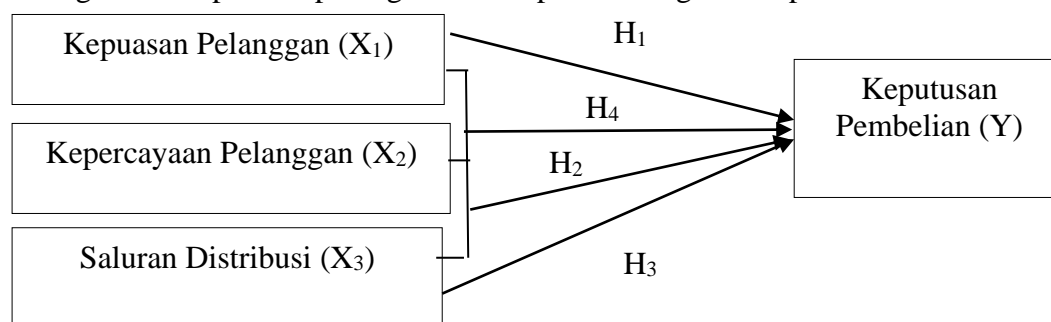 Kepuasan Pelanggan (X₁)
H₁
Keputusan
Pembelian (Y)
H₄
Kepercayaan Pelanggan (X₂)
H₂
Saluran Distribusi (X₃)
H₃